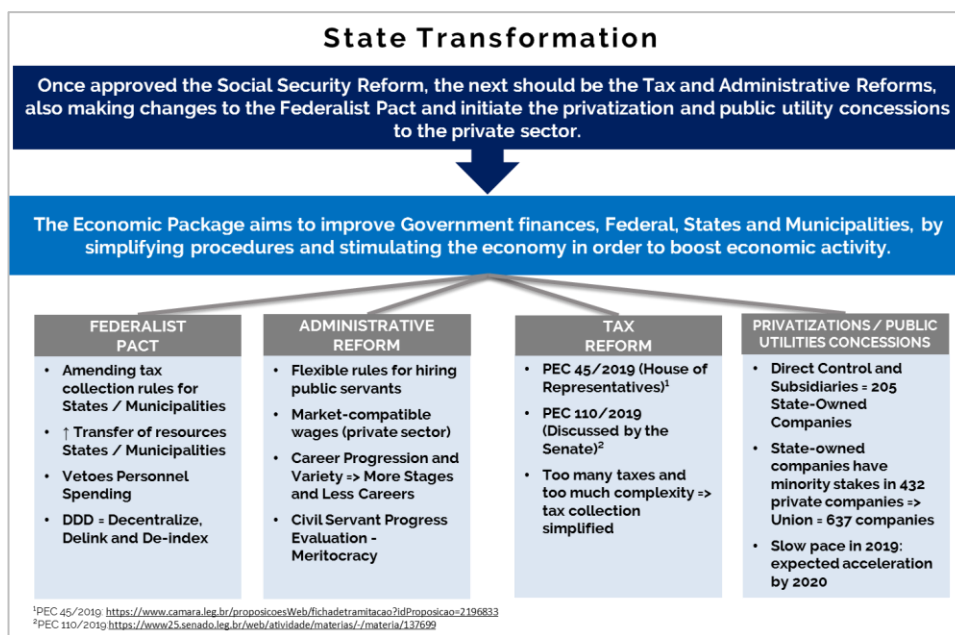 State Transformation
Once approved the Social Security Reform, the next should be the Tax and Administrative Reforms,
also making changes to the Federalist Pact and initiate the privatization and public utility concessions
to the private sector.
The Economic Package aims to improve Government finances, Federal, States and Municipalities, by
simplifying procedures and stimulating the economy in order to boost economic activity.
FEDERALIST
PACT
• Amending tax
collection rules for
States / Municipalities
• ↑ Transfer of resources
States / Municipalities
• Vetoes Personnel
Spending
• DDD = Decentralize,
Delink and De-index
ADMINISTRATIVE
REFORM
• Flexible rules for hiring
public servants
• Market-compatible
wages (private sector)
• Career Progression and
Variety => More Stages
and Less Careers
• Civil Servant Progress
Evaluation -
Meritocracy
TAX
REFORM
• PEC 45/2019 (House of
Representatives)¹
• PEC 110/2019
(Discussed by the
Senate)²
• Too many taxes and
too much complexity =>
tax collection
simplified
PRIVATIZATIONS / PUBLIC
UTILITIES CONCESSIONS
• Direct Control and
Subsidiaries = 205
State-Owned
Companies
• State-owned
companies have
minority stakes in 432
private companies =>
Union = 637 companies
• Slow pace in 2019:
expected acceleration
by 2020
¹PEC 45/2019: https://www.camara.leg.br/proposicoesWeb/fichadetramitacao?idProposicao=2196833
²PEC 110/2019 https://www25.senado.leg.br/web/atividade/materias/-/materia/137699